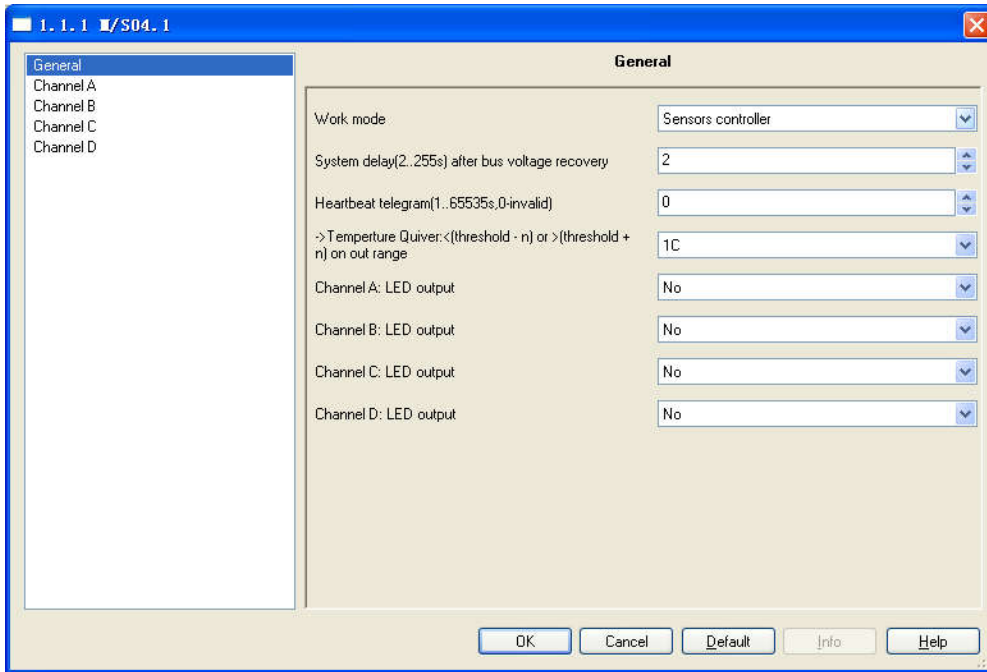 1.1.1 M/S04.1
General
Channel A
Channel B
Channel C
Channel D
General
Work mode
Sensors controller
System delay(2..255s) after bus voltage recovery
2
Heartbeat telegram(1..65535s,0-invalid)
0
->Temperture Quiver:<(threshold - n) or >(threshold +
n) on out range
1C
Channel A: LED output
No
Channel B: LED output
No
Channel C: LED output
No
Channel D: LED output
No
OK
Cancel
Default
Info
Help